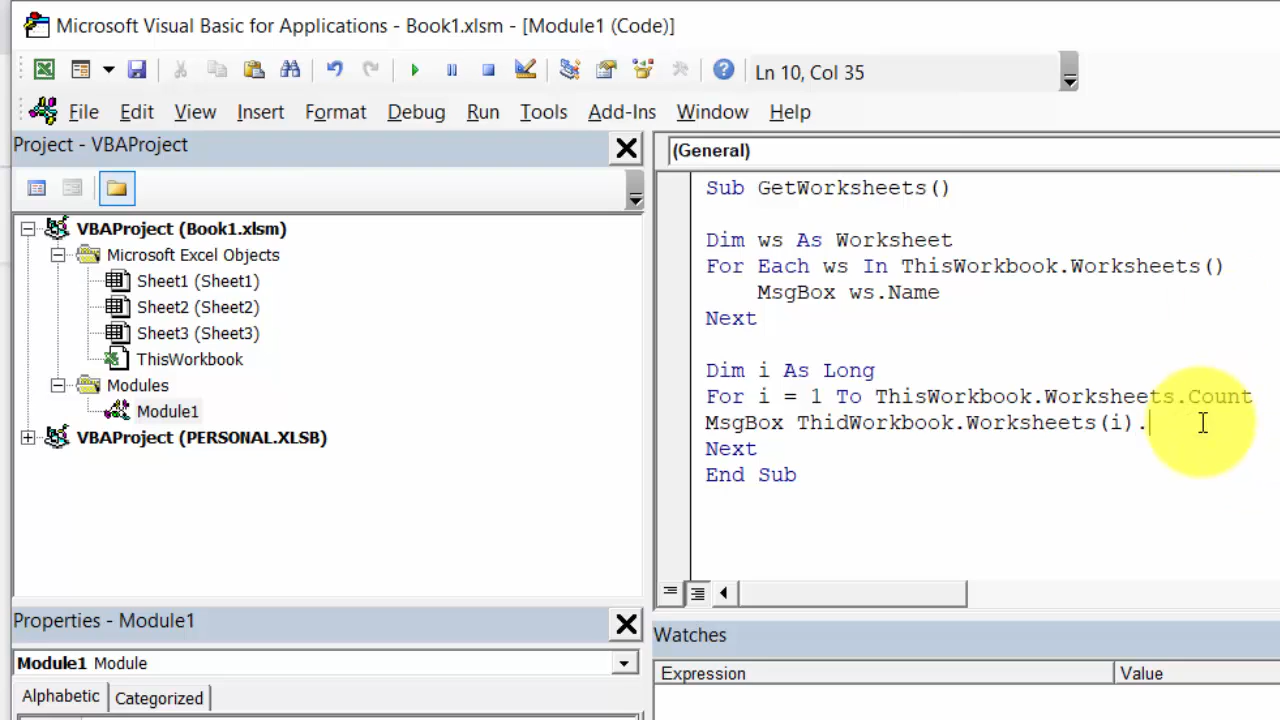 Microsoft Visual Basic for Applications - Book1.xlsm - [Module1 (Code)]
Ln 10, Col 35
File Edit View Insert Format Debug Run Tools Add-Ins Window Help
Project - VBAProject
VBAProject (Book1.xlsm)
Microsoft Excel Objects
Sheet1 (Sheet1)
Sheet2 (Sheet2)
Sheet3 (Sheet3)
ThisWorkbook
Modules
Module1
VBAProject (PERSONAL.XLSB)
Properties - Module1
Module1 Module
Alphabetic Categorized
(General)
Sub GetWorksheets()
Dim ws As Worksheet
For Each ws In ThisWorkbook.Worksheets()
MsgBox ws.Name
Next
Dim i As Long
For i = 1 To ThisWorkbook.Worksheets.Count
MsgBox ThidWorkbook.Worksheets(i).
Next
End Sub
Watches
Expression Value